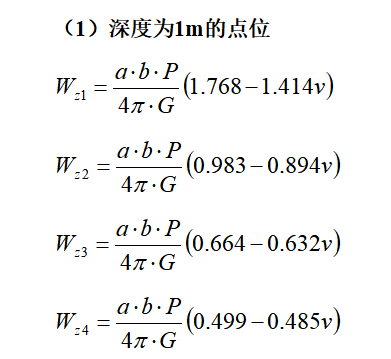 （1）深度为1m的点位
W_{z1} = \frac{a·b·P}{4π·G}(1.768−1.414v)
W_{z2} = \frac{a·b·P}{4π·G}(0.983−0.894v)
W_{z3} = \frac{a·b·P}{4π·G}(0.664−0.632v)
W_{z4} = \frac{a·b·P}{4π·G}(0.499−0.485v)